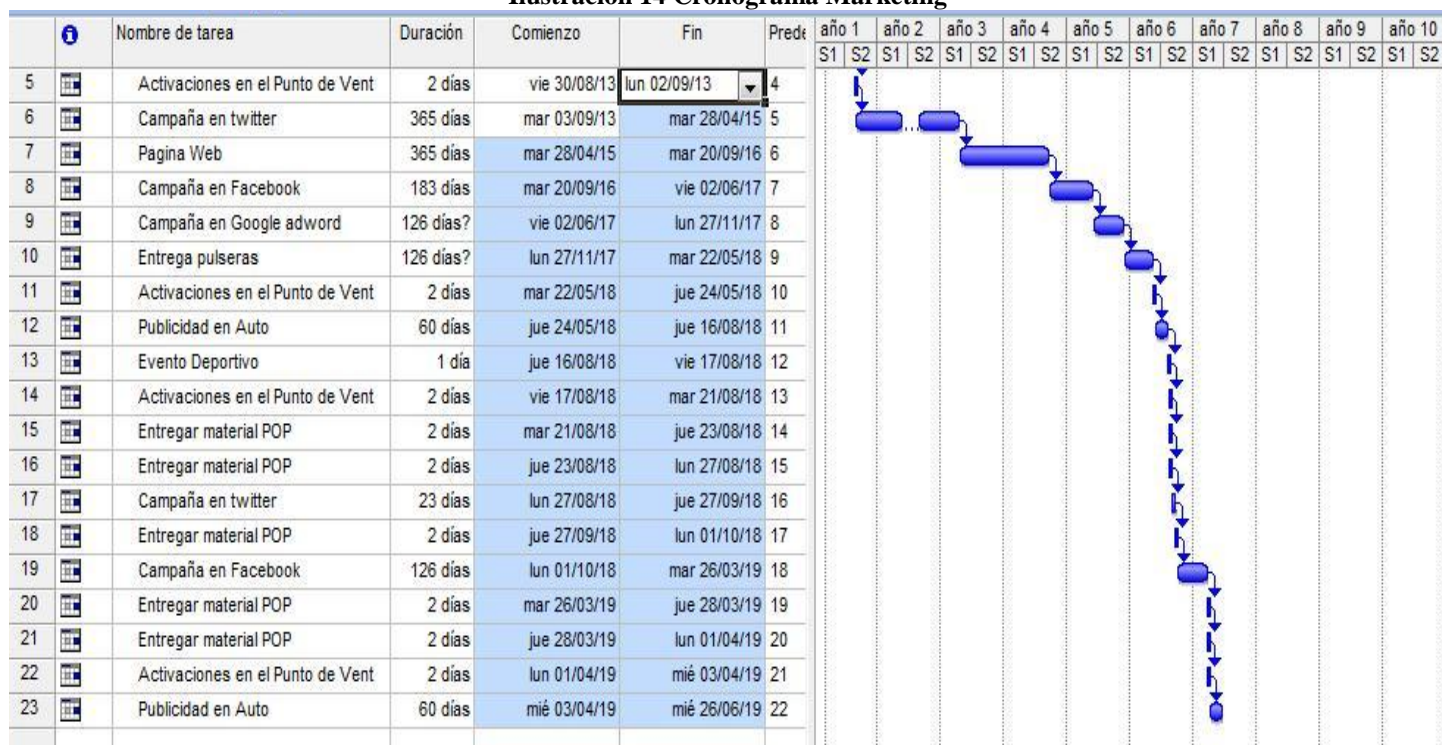 Ilustración 14 Cronograma Marketing
Nombre de tarea Duración Comienzo Fin Prede año 1 año 2 año 3 año 4 año 5 año 6 año 7 año 8 año 9 año 10
S1 S2 S1 S2 S1 S2 S1 S2 S1 S2 S1 S2 S1 S2 S1 S2 S1 S2 S1 S2
5 Activaciones en el Punto de Vent 2 días vie 30/08/13 lun 02/09/13 4
6 Campaña en twitter 365 días mar 03/09/13 mar 28/04/15 5
7 Pagina Web 365 días mar 28/04/15 mar 20/09/16 6
8 Campaña en Facebook 183 días mar 20/09/16 vie 02/06/17 7
9 Campaña en Google adword 126 días? vie 02/06/17 lun 27/11/17 8
10 Entrega pulseras 126 días? lun 27/11/17 mar 22/05/18 9
11 Activaciones en el Punto de Vent 2 días mar 22/05/18 jue 24/05/18 10
12 Publicidad en Auto 60 días jue 24/05/18 jue 16/08/18 11
13 Evento Deportivo 1 día jue 16/08/18 vie 17/08/18 12
14 Activaciones en el Punto de Vent 2 días vie 17/08/18 mar 21/08/18 13
15 Entregar material POP 2 días mar 21/08/18 jue 23/08/18 14
16 Entregar material POP 2 días jue 23/08/18 lun 27/08/18 15
17 Campaña en twitter 23 días lun 27/08/18 jue 27/09/18 16
18 Entregar material POP 2 días jue 27/09/18 lun 01/10/18 17
19 Campaña en Facebook 126 días lun 01/10/18 mar 26/03/19 18
20 Entregar material POP 2 días mar 26/03/19 jue 28/03/19 19
21 Entregar material POP 2 días jue 28/03/19 lun 01/04/19 20
22 Activaciones en el Punto de Vent 2 días lun 01/04/19 mié 03/04/19 21
23 Publicidad en Auto 60 días mié 03/04/19 mié 26/06/19 22